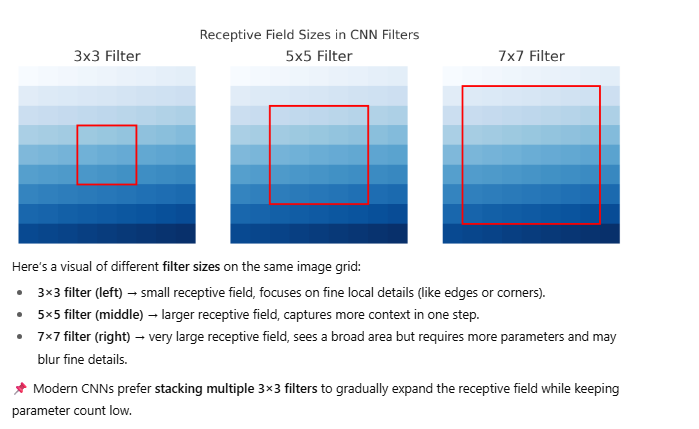 Receptive Field Sizes in CNN Filters
3x3 Filter 5x5 Filter 7x7 Filter
Here's a visual of different filter sizes on the same image grid:
• 3×3 filter (left) → small receptive field, focuses on fine local details (like edges or corners).
• 5×5 filter (middle) → larger receptive field, captures more context in one step.
• 7×7 filter (right) → very large receptive field, sees a broad area but requires more parameters and may
blur fine details.
📌 Modern CNNs prefer stacking multiple 3×3 filters to gradually expand the receptive field while keeping
parameter count low.